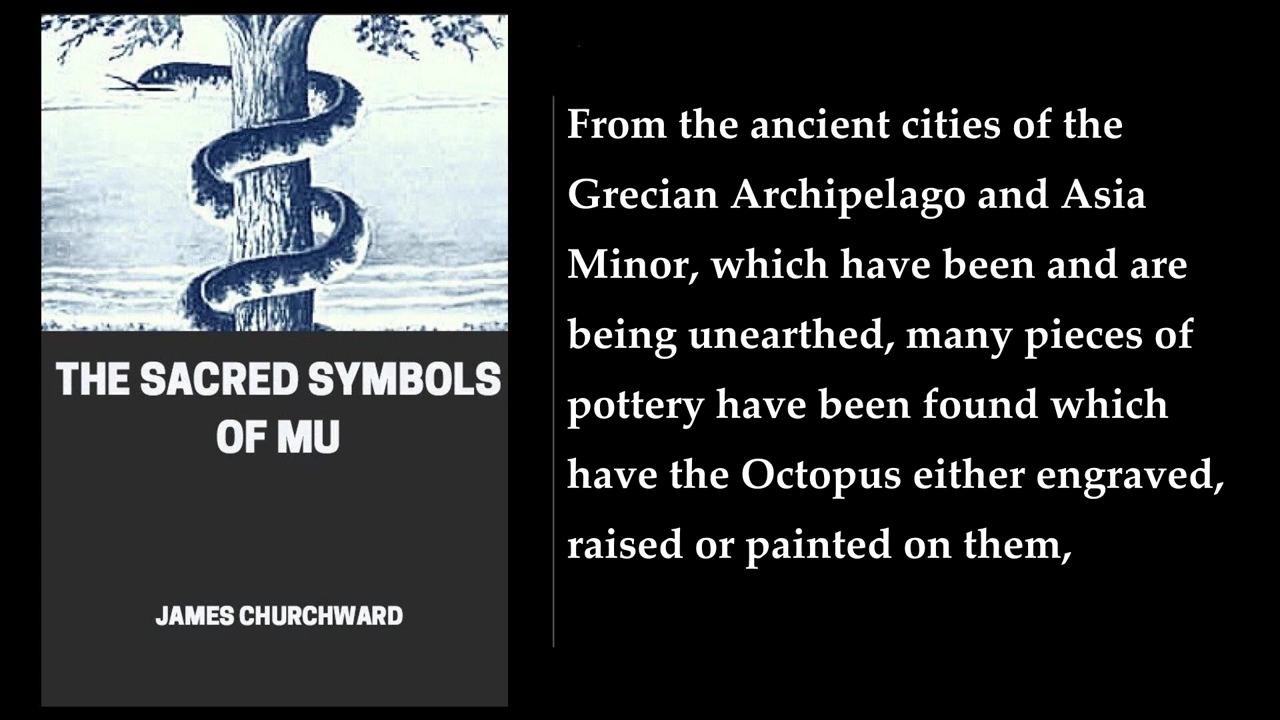 THE SACRED SYMBOLS
OF MU
JAMES CHURCHWARD
From the ancient cities of the
Grecian Archipelago and Asia
Minor, which have been and are
being unearthed, many pieces of
pottery have been found which
have the Octopus either engraved,
raised or painted on them,